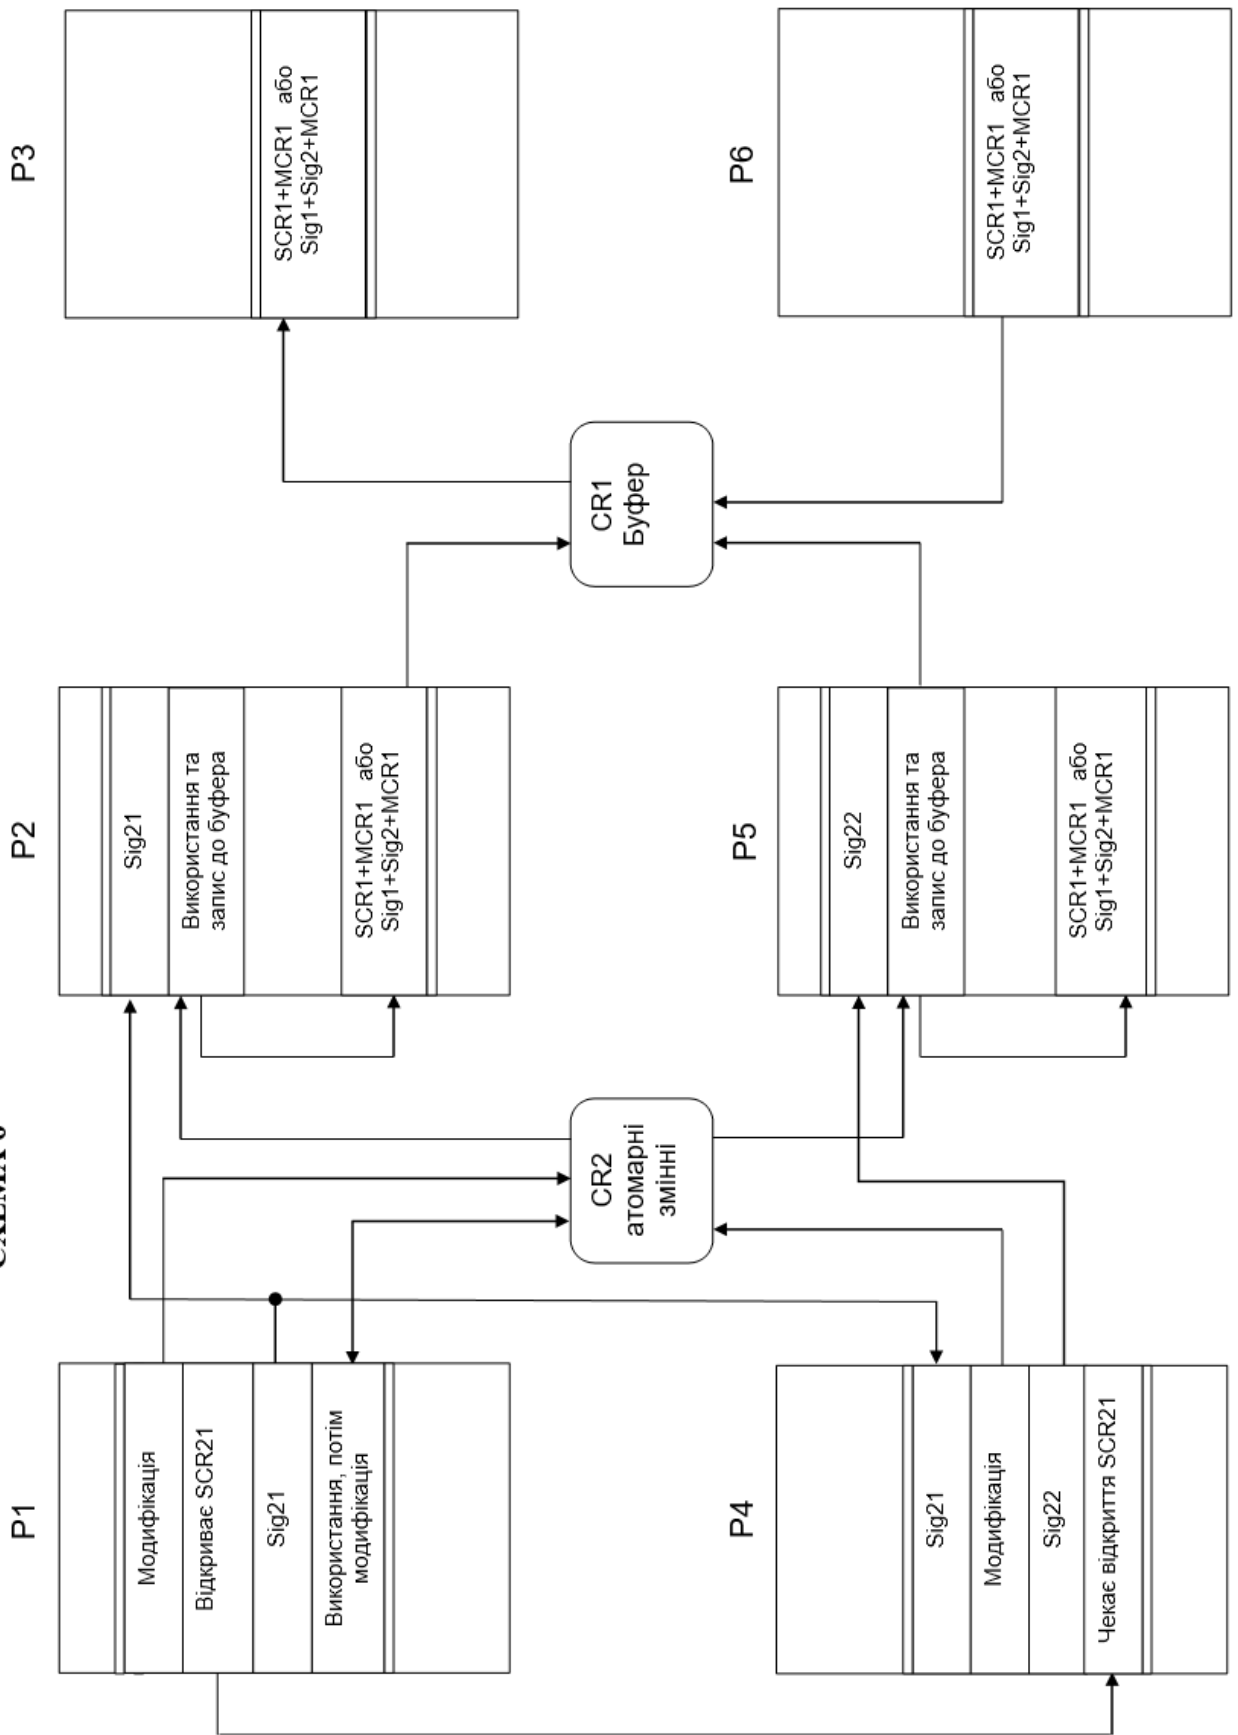 СХЕМА
P1
P2
P3
Модифікація
Відкриває SCR21
Sig21
Використання, потім
модифікація
Sig21
Використання та
запис до буфера
SCR1+MCR1 або
Sig1+Sig2+MCR1
SCR1+MCR1 або
Sig1+Sig2+MCR1
CR2
атомарні
змінні
CR1
Буфер
P4
P5
P6
Sig21
Модифікація
Sig22
Чекає відкриття SCR21
Sig22
Використання та
запис до буфера
SCR1+MCR1 або
Sig1+Sig2+MCR1
SCR1+MCR1 або
Sig1+Sig2+MCR1